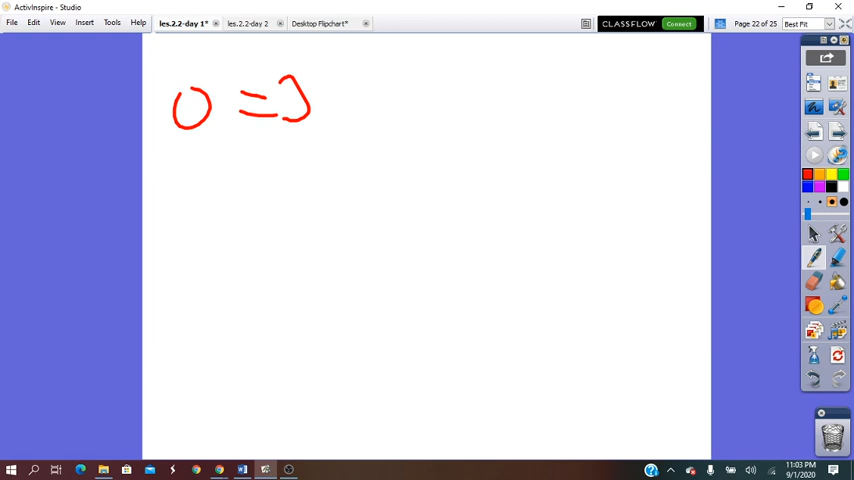 ActivInspire - Studio
File Edit View Insert Tools Help les.2.2-day 1* les.2.2-day 2 Desktop Flipchart* CLASSFLOW Connect Page 22 of 25 Best Fit
0 =
11:03 PM
9/1/2020